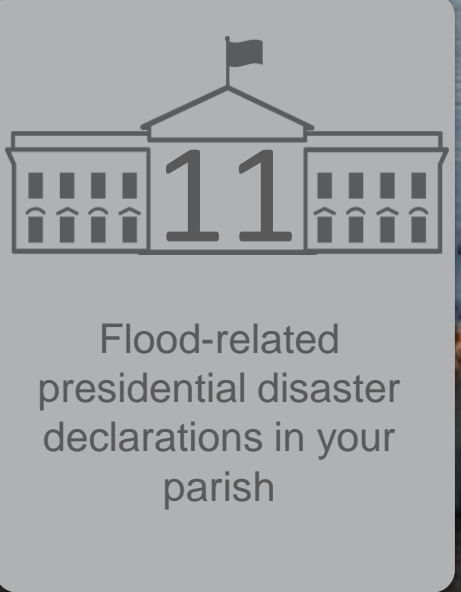 11
Flood-related
presidential disaster
declarations in your
parish